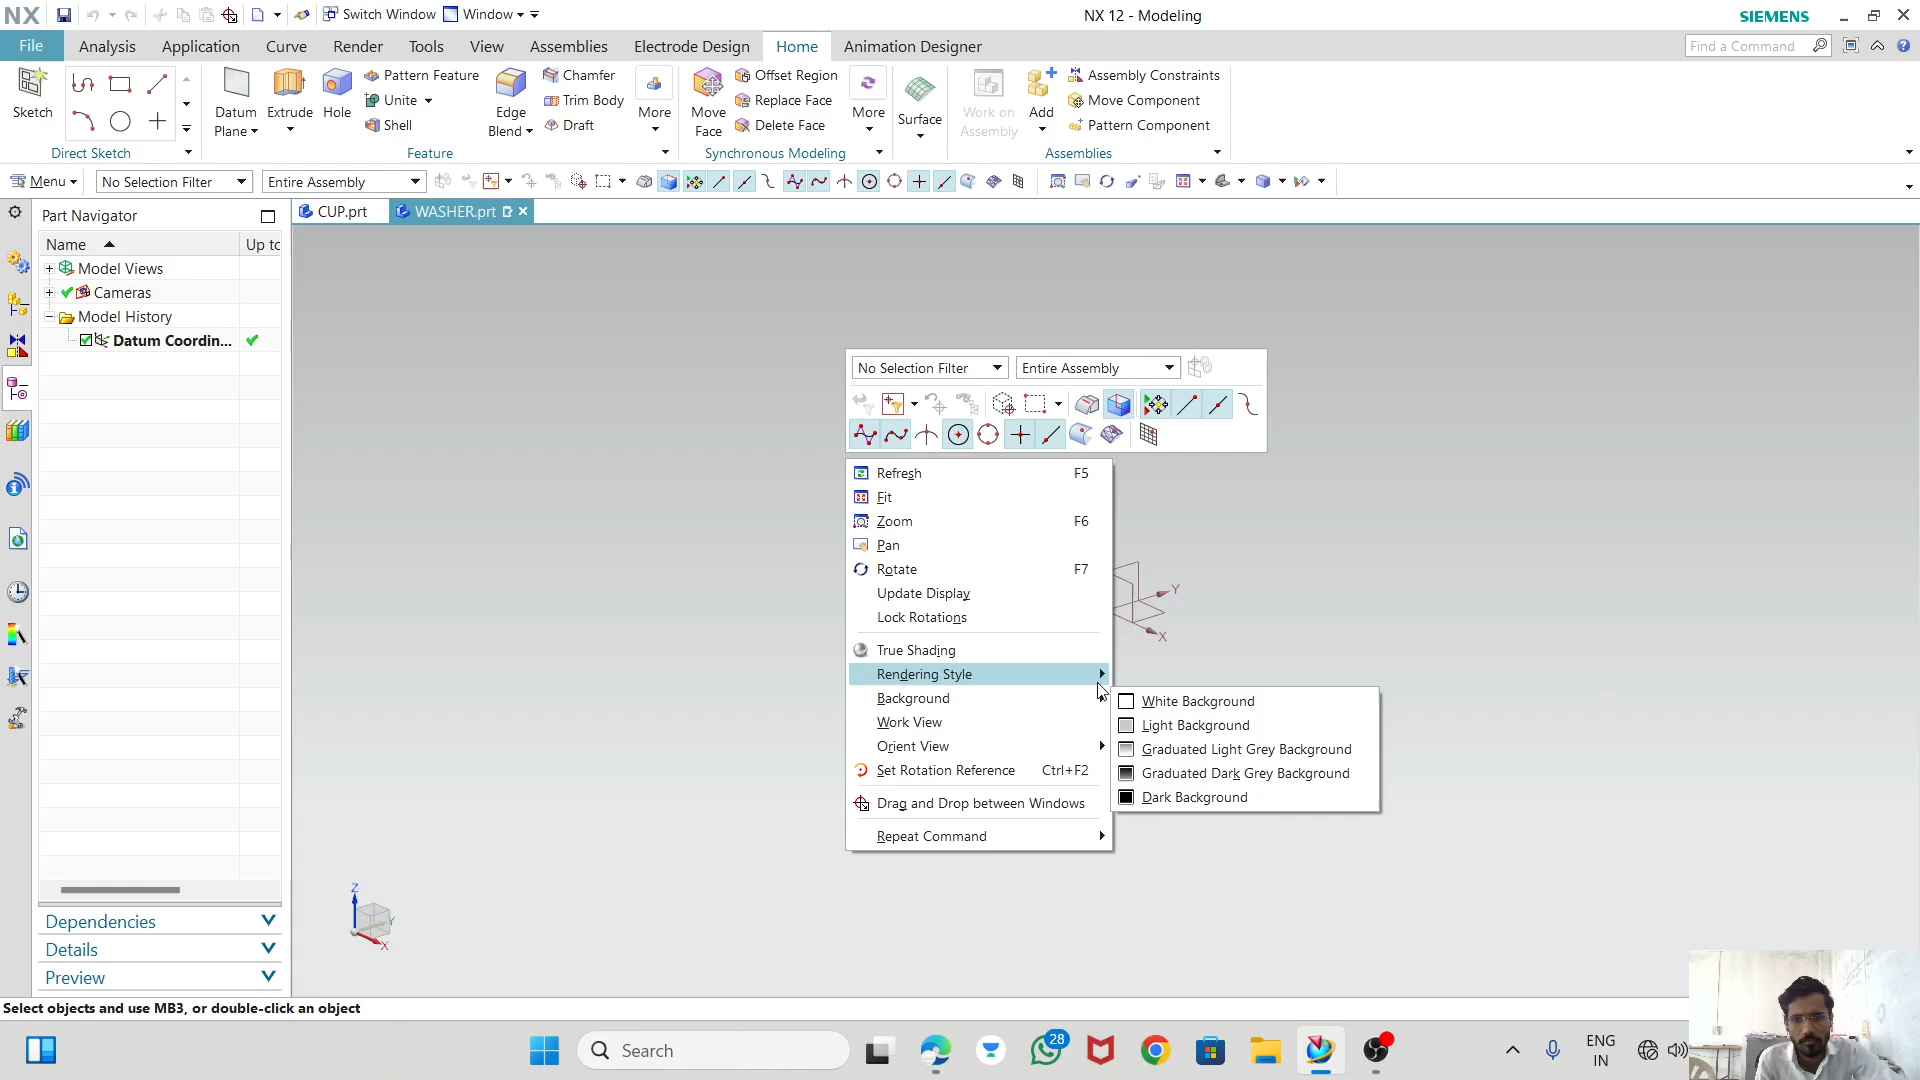 NX
Switch Window
Window
NX 12 - Modeling
SIEMENS
File
Analysis
Application
Curve
Render
Tools
View
Assemblies
Electrode Design
Home
Animation Designer
Find a Command
Sketch
Direct Sketch
Datum
Plane
Extrude
Hole
Pattern Feature
Unite
Shell
Edge
Blend
Chamfer
Trim Body
Draft
More
Feature
Move
Face
Offset Region
Replace Face
Delete Face
More
Synchronous Modeling
Surface
Work on
Assembly
Add
Assembly Constraints
Move Component
Pattern Component
Assemblies
Menu
No Selection Filter
Entire Assembly
Part Navigator
CUP.prt
WASHER.prt
Name
Up to
Model Views
Cameras
Model History
Datum Coordin...
No Selection Filter
Entire Assembly
Refresh F5
Fit
Zoom F6
Pan
Rotate F7
Update Display
Lock Rotations
True Shading
Rendering Style
Background
Work View
Orient View
Set Rotation Reference Ctrl+F2
Drag and Drop between Windows
Repeat Command
White Background
Light Background
Graduated Light Grey Background
Graduated Dark Grey Background
Dark Background
Y
X
Z
Y
X
Dependencies
Details
Preview
Select objects and use MB3, or double-click an object
Search
28
ENG
IN